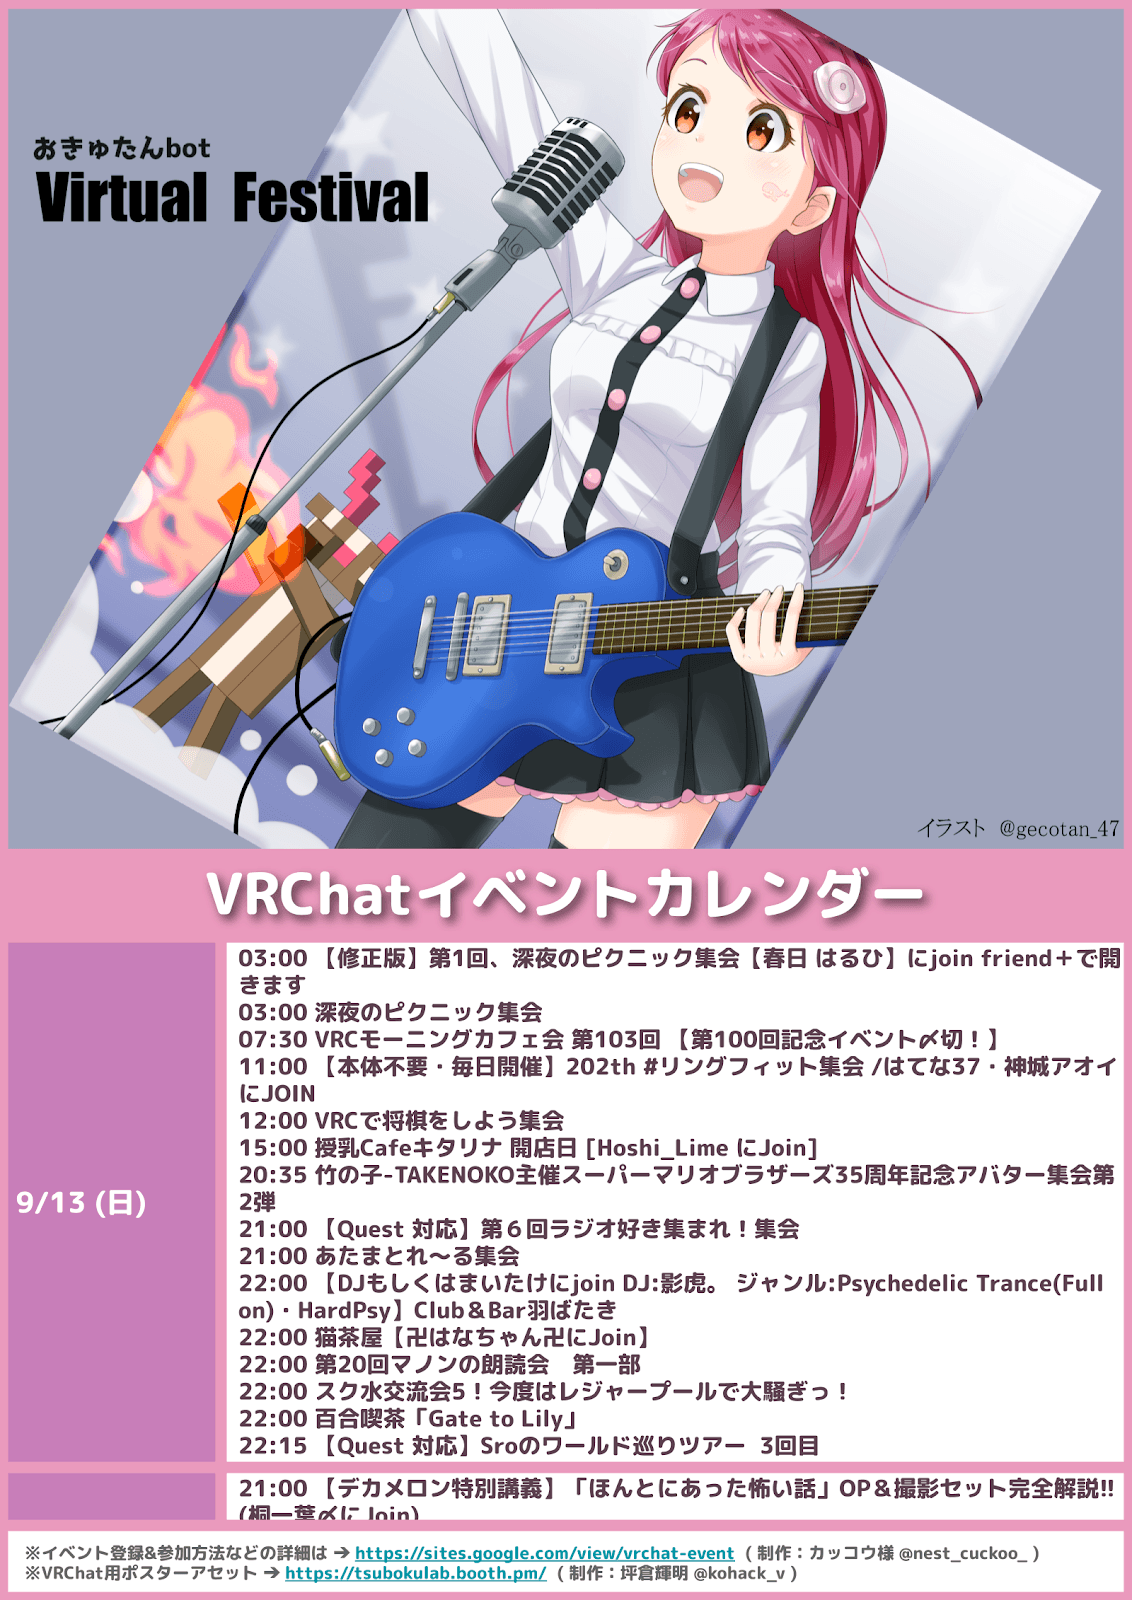 おきゅたんbot
Virtual Festival
イラスト @gecotan_47
VRChatイベントカレンダー
9/13 (日)
03:00 【修正版】第1回、深夜のピクニック集会【春日 はるひ】にjoin friend＋で開
きます
03:00 深夜のピクニック集会
07:30 VRCモーニングカフェ会 第103回 【第100回記念イベント〆切！】
11:00 【本体不要・毎日開催】202th #リングフィット集会 /はてな37・神城アオイ
にJOIN
12:00 VRCで将棋をしよう集会
15:00 授乳Cafeキタリナ 開店日 [Hoshi_Lime にJoin]
20:35 竹の子-TAKENOKO主催スーパーマリオブラザーズ35周年記念アバター集会第
2弾
21:00 【Quest 対応】第６回ラジオ好き集まれ！集会
21:00 あたまとれ～る集会
22:00 【DJもしくはまいたけにjoin DJ:影虎。 ジャンル:Psychedelic Trance(Full
on)・HardPsy】Club＆Bar羽ばたき
22:00 猫茶屋【卍はなちゃん卍にJoin】
22:00 第20回マノンの朗読会　第一部
22:00 スク水交流会5！今度はレジャープールで大騒ぎっ！
22:00 百合喫茶「Gate to Lily」
22:15 【Quest 対応】Sroのワールド巡りツアー 3回目
21:00 【デカメロン特別講義】「ほんとにあった怖い話」OP＆撮影セット完全解説!!
(桐一葉〆にJoin)
※イベント登録&参加方法などの詳細は ➔ https://sites.google.com/view/vrchat-event ( 制作：カッコウ様 @nest_cuckoo_ )
※VRChat用ポスターアセット ➔ https://tsubokulab.booth.pm/ ( 制作：坪倉輝明 @kohack_v )